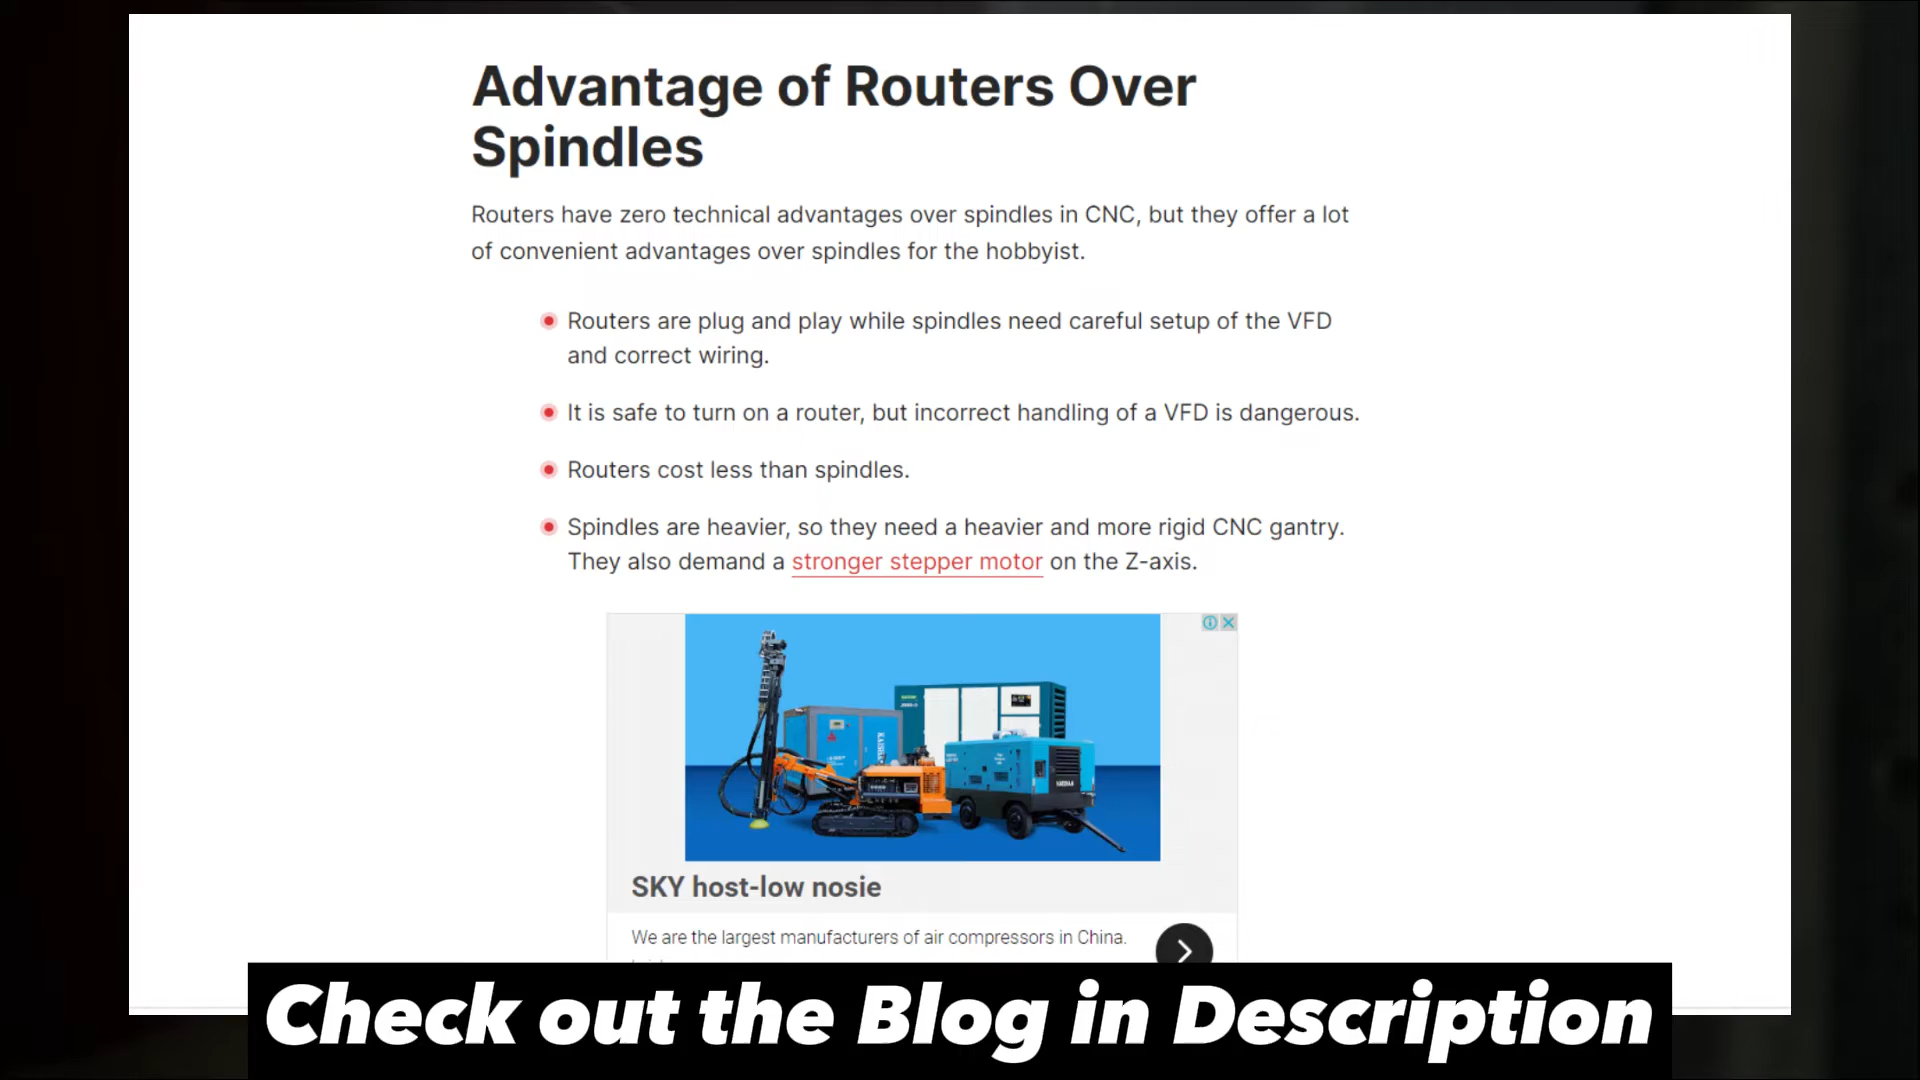 Advantage of Routers Over
Spindles
Routers have zero technical advantages over spindles in CNC, but they offer a lot
of convenient advantages over spindles for the hobbyist.
Routers are plug and play while spindles need careful setup of the VFD
and correct wiring.
It is safe to turn on a router, but incorrect handling of a VFD is dangerous.
Routers cost less than spindles.
Spindles are heavier, so they need a heavier and more rigid CNC gantry.
They also demand a stronger stepper motor on the Z-axis.
SKY host-low nosie
We are the largest manufacturers of air compressors in China.
Check out the Blog in Description